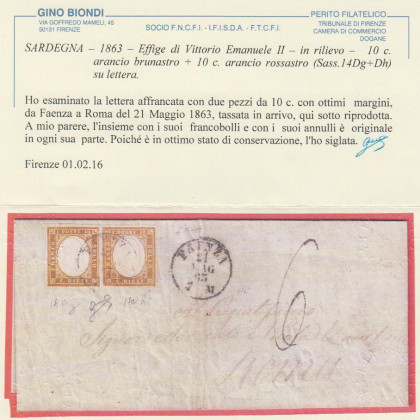 GINO BIONDI
VIA GOFFREDO MAMELI, 45
50131 FIRENZE
SOCIO F.N.C.F.I. - I.F.I.S.D.A. - F.T.C.F.I.
PERITO FILATELICO
TRIBUNALE DI FIRENZE
CAMERA DI COMMERCIO
DOGANE
SARDEGNA – 1863 – Effige di Vittorio Emanuele II – in rilievo – 10 c.
arancio brunastro + 10 c. arancio rossastro (Sass.14Dg+Dh)
su lettera.
Ho esaminato la lettera affrancata con due pezzi da 10 c. con ottimi margini,
da Faenza a Roma del 21 Maggio 1863, tassata in arrivo, qui sotto riprodotta.
A mio parere, l'insieme con i suoi francobolli e con i suoi annulli è originale
in ogni sua parte. Poiché è in ottimo stato di conservazione, l'ho siglata.
Firenze 01.02.16
FAENZA
21
MAG
63
6
Roma